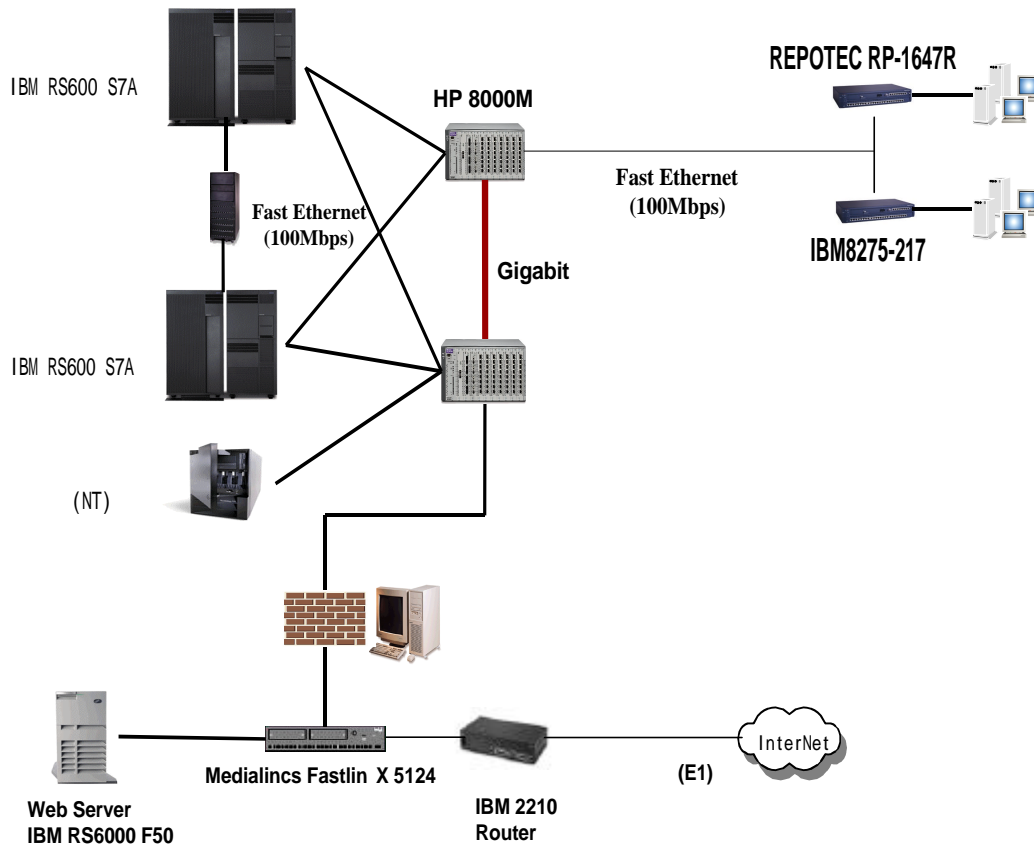 IBM RS600 S7A
HP 8000M
REPOTEC RP-1647R
Fast Ethernet
(100Mbps)
Fast Ethernet
(100Mbps)
IBM8275-217
Gigabit
IBM RS600 S7A
(NT)
InterNet
(E1)
Medialincs Fastlin X 5124
Web Server
IBM RS6000 F50
IBM 2210
Router